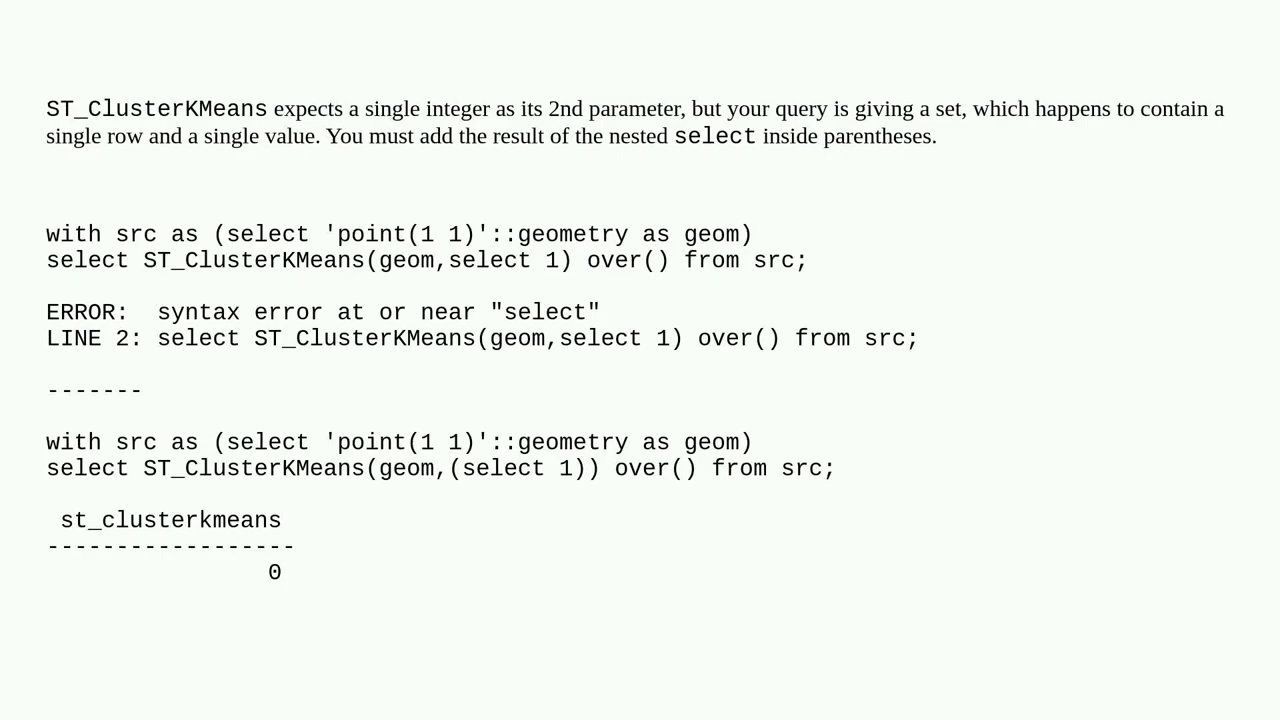 ST_ClusterKMeans expects a single integer as its 2nd parameter, but your query is giving a set, which happens to contain a
single row and a single value. You must add the result of the nested select inside parentheses.
with src as (select 'point(1 1)'::geometry as geom)
select ST_ClusterKMeans(geom,select 1) over() from src;
ERROR:  syntax error at or near "select"
LINE 2: select ST_ClusterKMeans(geom,select 1) over() from src;
-------
with src as (select 'point(1 1)'::geometry as geom)
select ST_ClusterKMeans(geom,(select 1)) over() from src;
 st_clusterkmeans
------------------
                0